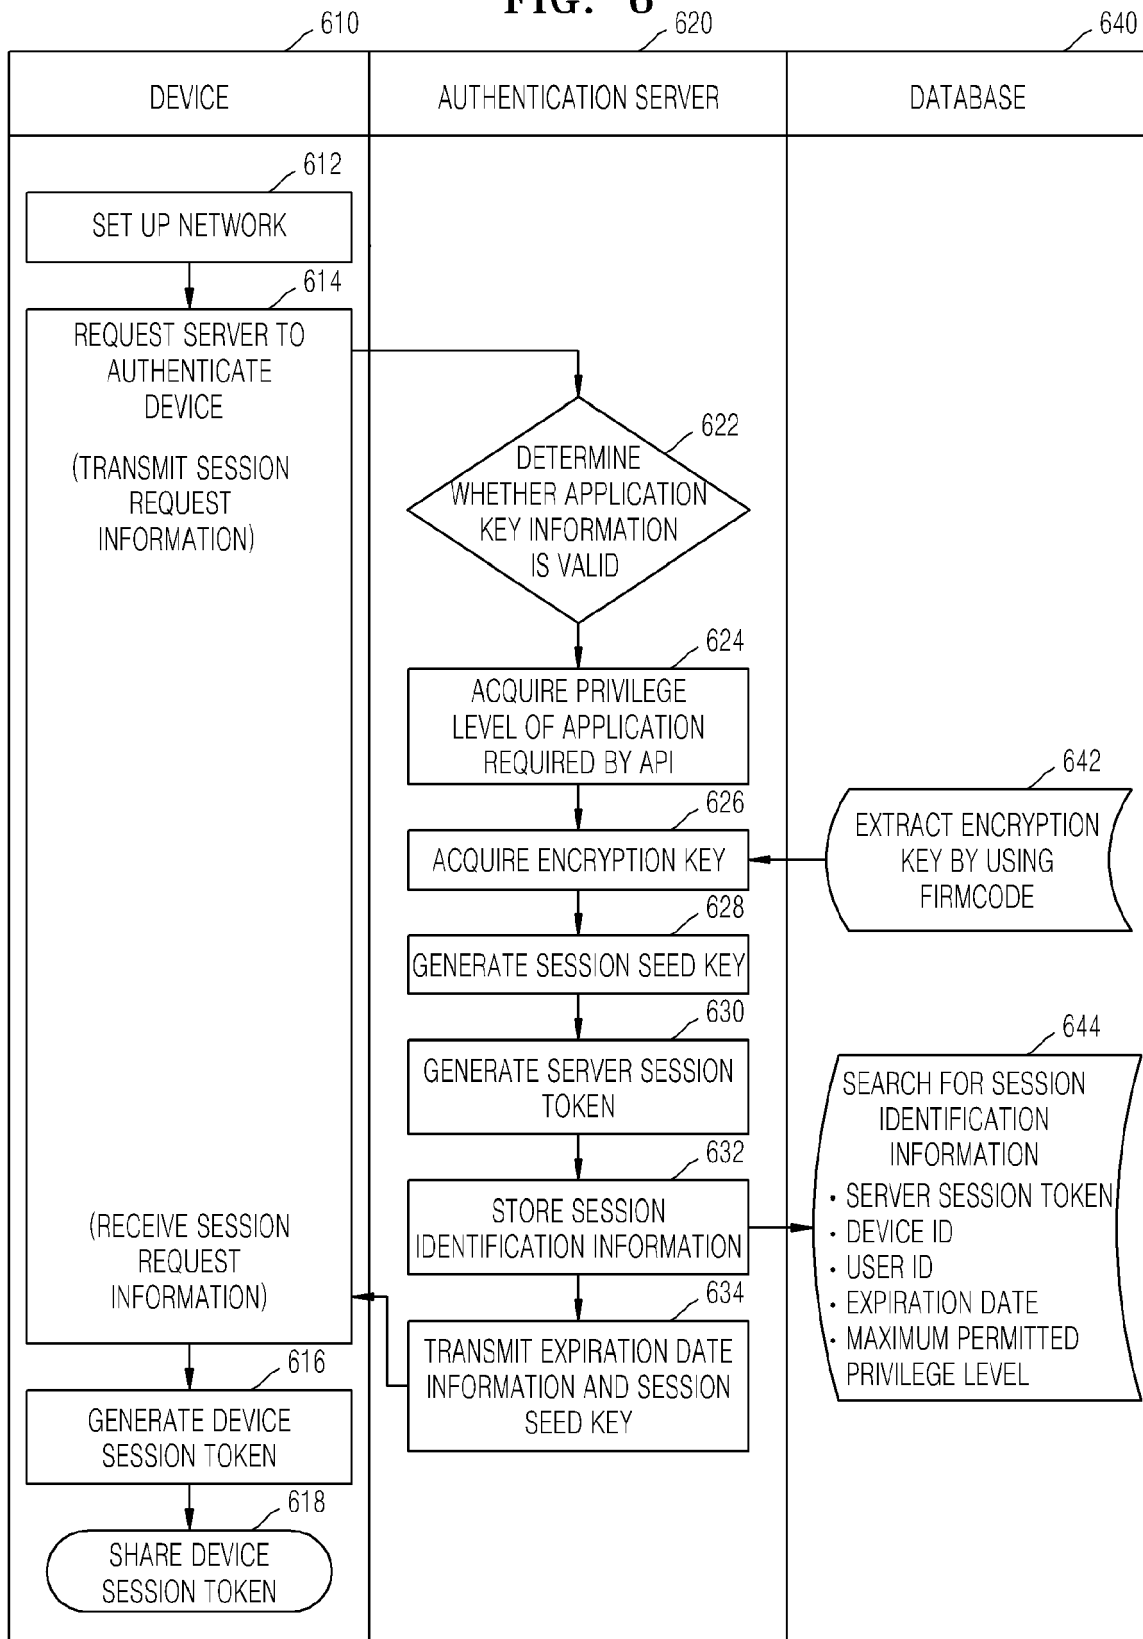 FIG. 6
610
620
640
DEVICE
AUTHENTICATION SERVER
DATABASE
612
SET UP NETWORK
614
REQUEST SERVER TO
AUTHENTICATE
DEVICE
(TRANSMIT SESSION
REQUEST
INFORMATION)
622
DETERMINE
WHETHER APPLICATION
KEY INFORMATION
IS VALID
624
ACQUIRE PRIVILEGE
LEVEL OF APPLICATION
REQUIRED BY API
626
ACQUIRE ENCRYPTION KEY
642
EXTRACT ENCRYPTION
KEY BY USING
FIRMCODE
628
GENERATE SESSION SEED KEY
630
GENERATE SERVER SESSION
TOKEN
632
STORE SESSION
IDENTIFICATION INFORMATION
644
SEARCH FOR SESSION
IDENTIFICATION
INFORMATION
• SERVER SESSION TOKEN
• DEVICE ID
• USER ID
• EXPIRATION DATE
• MAXIMUM PERMITTED
PRIVILEGE LEVEL
634
TRANSMIT EXPIRATION DATE
INFORMATION AND SESSION
SEED KEY
(RECEIVE SESSION
REQUEST
INFORMATION)
616
GENERATE DEVICE
SESSION TOKEN
618
SHARE DEVICE
SESSION TOKEN